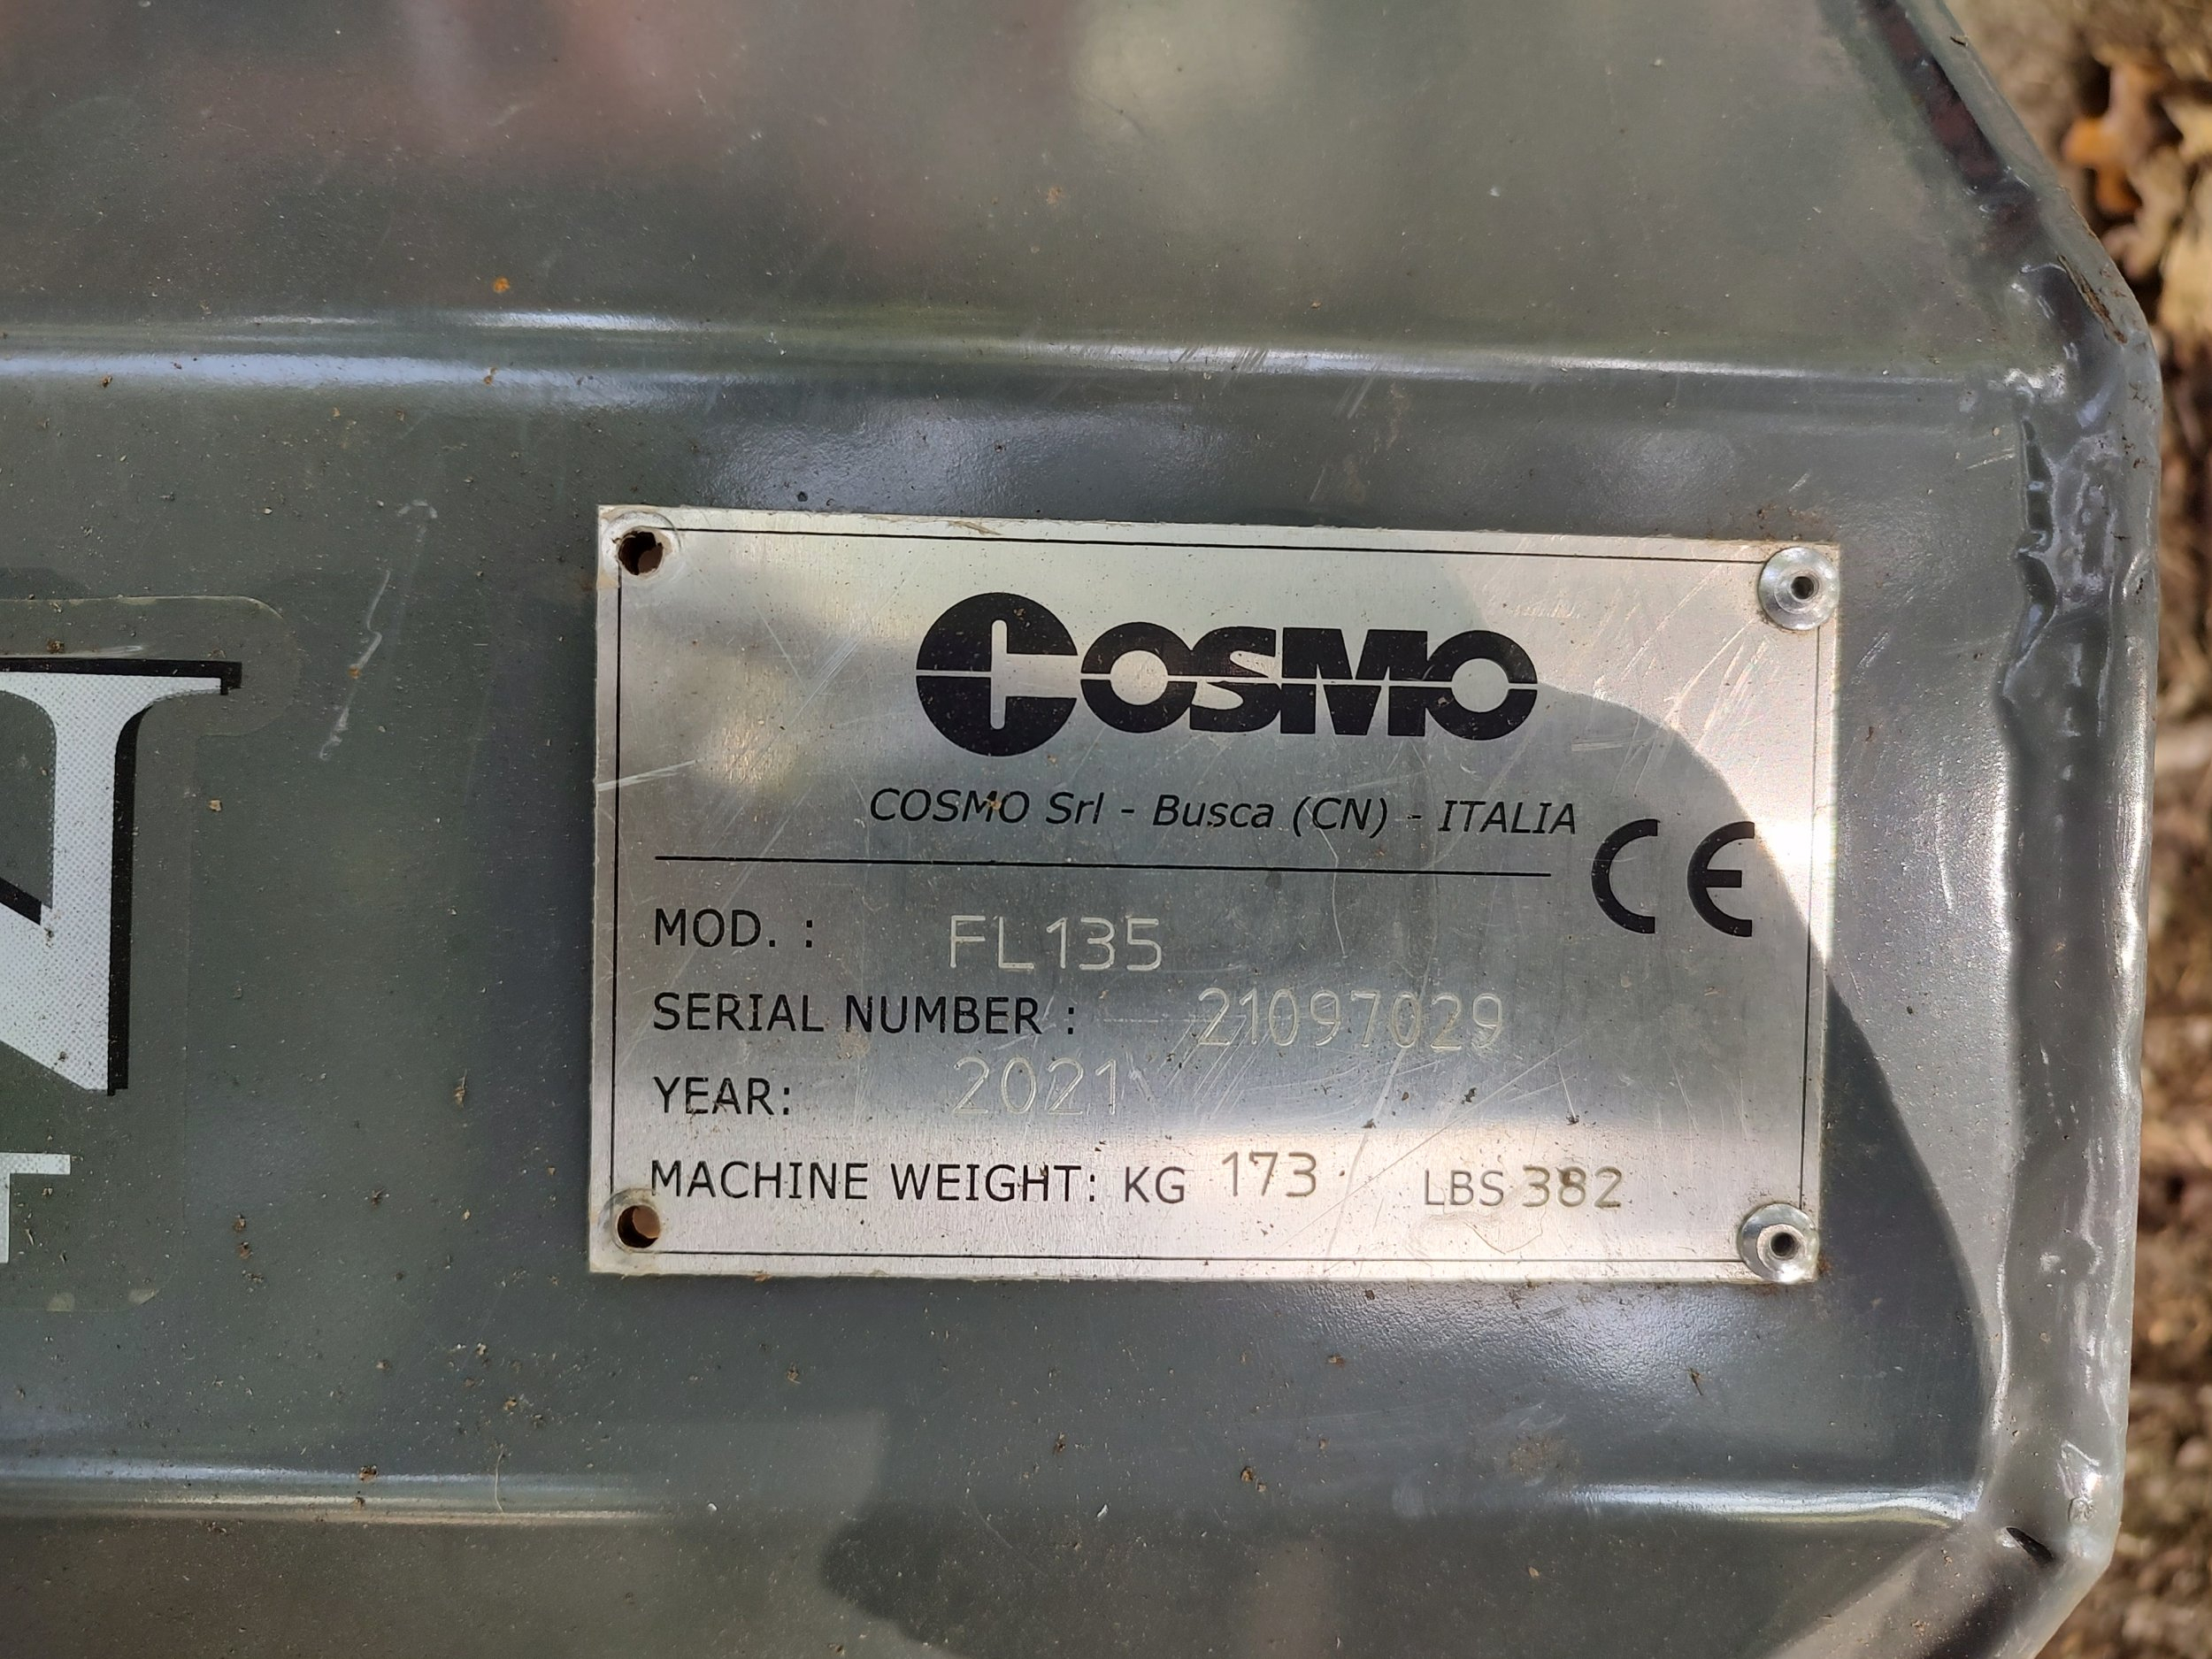 COSMO
COSMO Srl - Busca (CN) - ITALIA
CE
MOD. : FL135
SERIAL NUMBER : 21097029
YEAR: 2021
MACHINE WEIGHT: KG 173 LBS 382
N
T